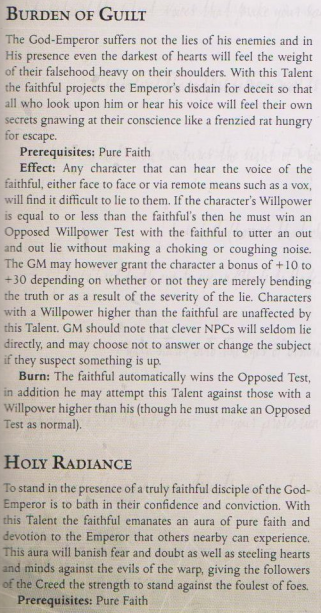 BURDEN OF GUILT
The God-Emperor suffers not the lies of his enemies and in
His presence even the darkest of hearts will feel the weight
of their falsehood heavy on their shoulders. With this Talent
the faithful projects the Emperor's disdain for deceit so that
all who look upon him or hear his voice will feel their own
secrets gnawing at their conscience like a frenzied rat hungry
for escape.
Prerequisites: Pure Faith
Effect: Any character that can hear the voice of the
faithful, either face to face or via remote means such as a vox,
will find it difficult to lie to them. If the character's Willpower
is equal to or less than the faithful's then he must win an
Opposed Willpower Test with the faithful to utter an out
and out lie without making a choking or coughing noise.
The GM may however grant the character a bonus of +10 to
+30 depending on whether or not they are merely bending
the truth or as a result of the severity of the lie. Characters
with a Willpower higher than the faithful are unaffected by
this Talent. GM should note that clever NPCs will seldom lie
directly, and may choose not to answer or change the subject
if they suspect something is up.
Burn: The faithful automatically wins the Opposed Test,
in addition he may attempt this Talent against those with a
Willpower higher than his (though he must make an Opposed
Test as normal).
HOLY RADIANCE
To stand in the presence of a truly faithful disciple of the God-
Emperor is to bath in their confidence and conviction. With
this Talent the faithful emanates an aura of pure faith and
devotion to the Emperor that others nearby can experience.
This aura will banish fear and doubt as well as steeling hearts
and minds against the evils of the warp, giving the followers
of the Creed the strength to stand against the foulest of foes.
Prerequisites: Pure Faith